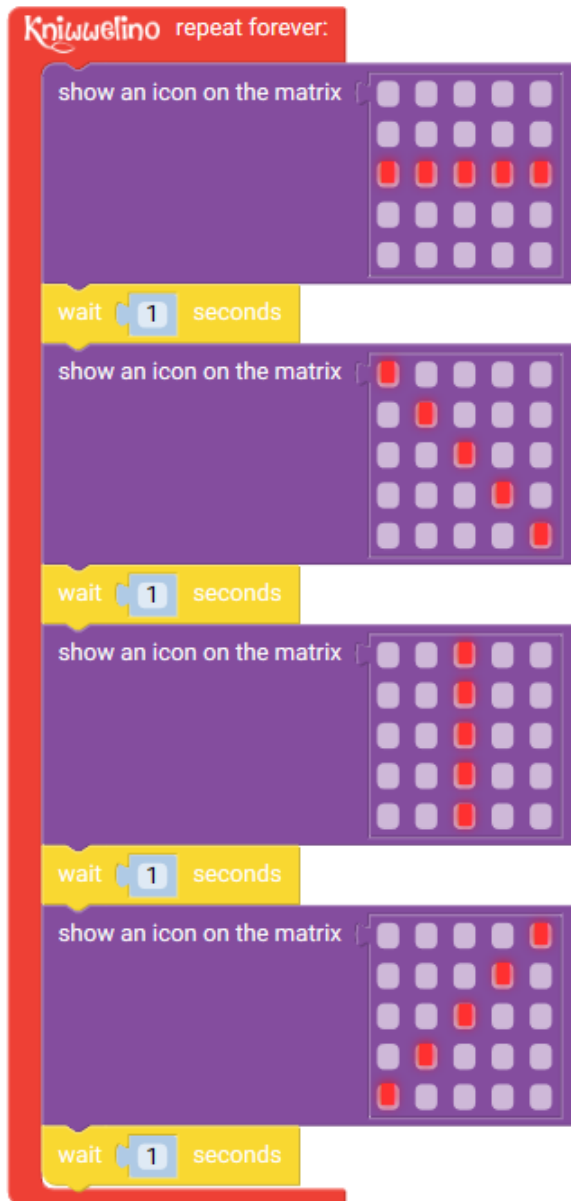 Kniwwelino repeat forever:
show an icon on the matrix
wait 1 seconds
show an icon on the matrix
wait 1 seconds
show an icon on the matrix
wait 1 seconds
show an icon on the matrix
wait 1 seconds